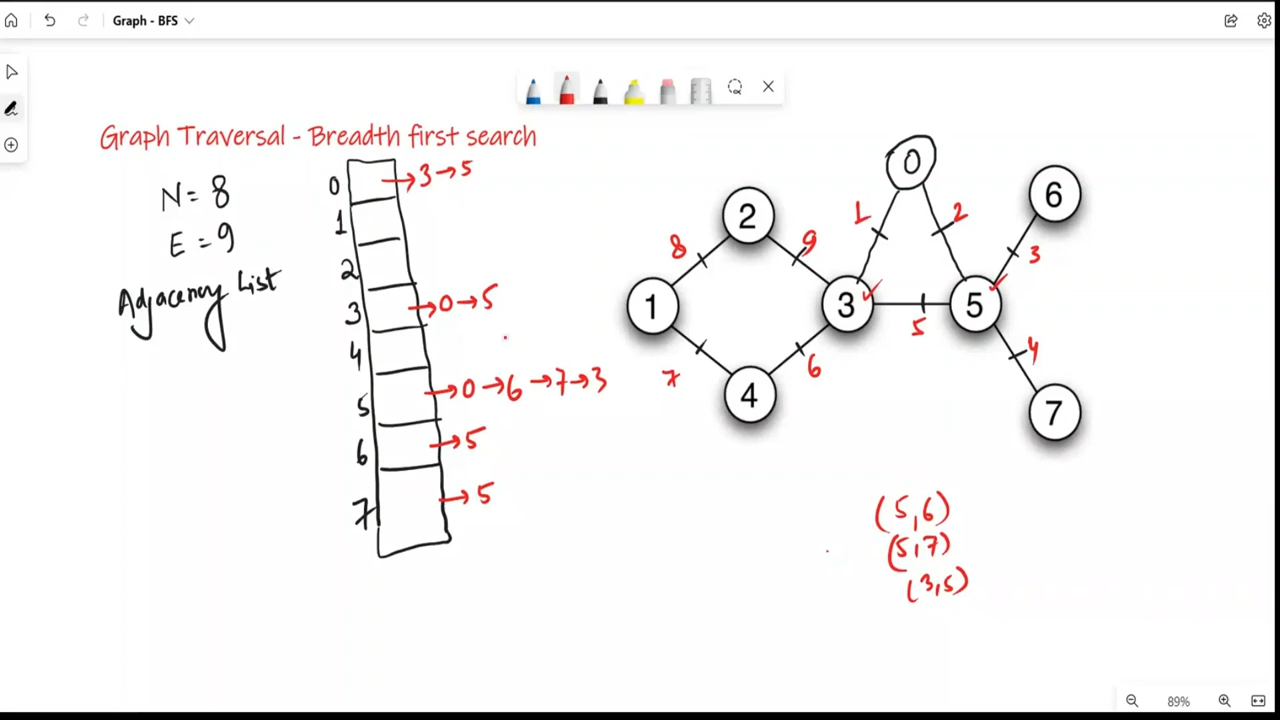 Graph - BFS
Graph Traversal - Breadth first search
N = 8
E = 9
Adjacency List
0 → 3 → 5
1
2
3 → 0 → 5
4
5 → 0 → 6 → 7 → 3
6 → 5
7 → 5
0
6
2
1
3
5
4
7
1
2
3
8
9
5
4
7
6
(5,6)
(5,7)
(3,5)
89%